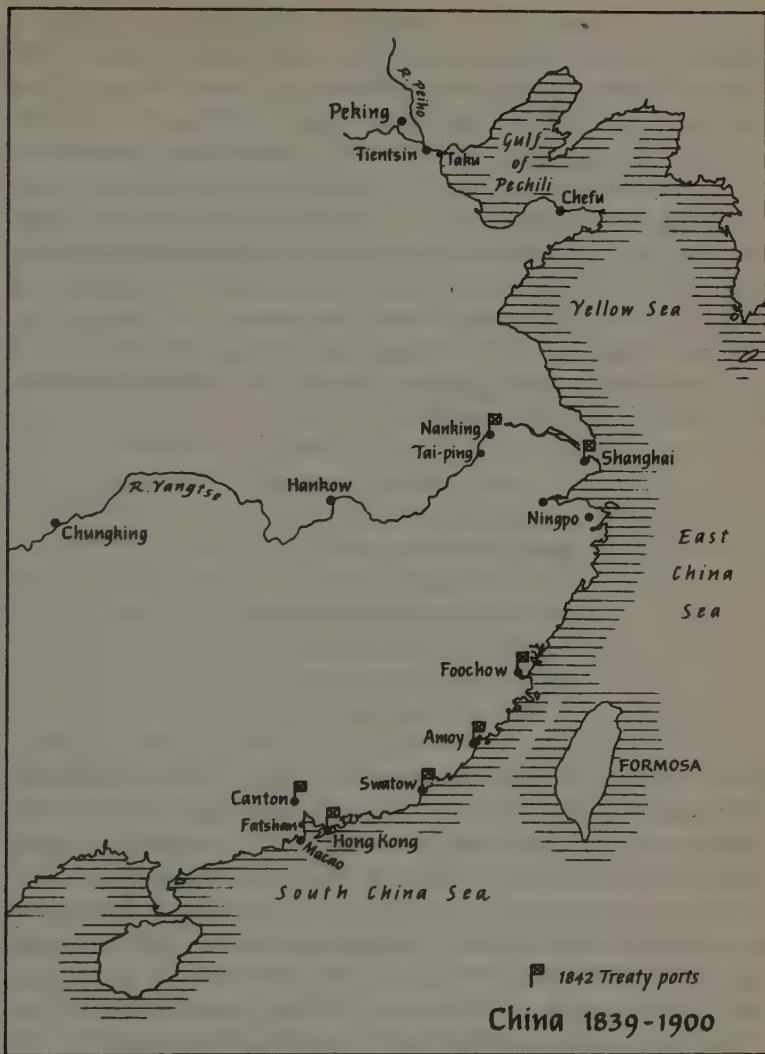 R. Peiho
Peking
Tientsin
Taku
Gulf
of
Pechili
Chefu
Yellow Sea
Nanking
Tai-ping
Shanghai
R. Yangtse
Hankow
Chungking
Ningpo
East
China
Sea
Foochow
Amoy
FORMOSA
Swatow
Canton
Fatshan
Hong Kong
Macao
South China Sea
1842 Treaty ports
China 1839-1900